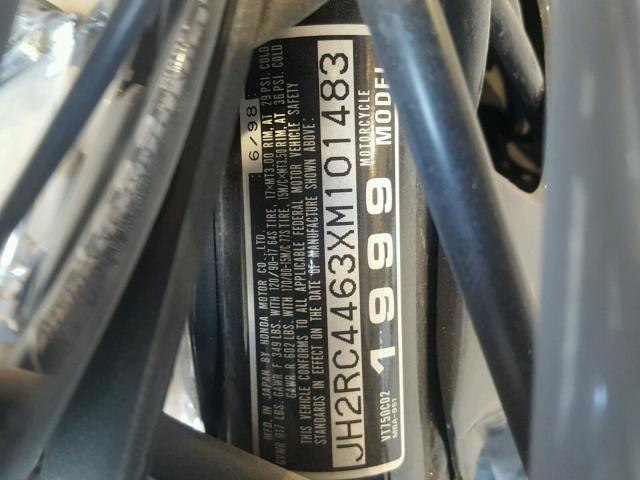 MFD. IN JAPAN BY HONDA MOTOR CO., LTD. 6/98
GVWR 917 LBS. GAWR F 349 LBS. WITH 120/90-17 64S TIRE, 17×MT3.00 RIM, AT 29 PSI. COLD
GAWR R 602 LBS. WITH 170/80-15M/C 77S TIRE, 15M/C×MT3.50 RIM, AT 36 PSI. COLD
THIS VEHICLE CONFORMS TO ALL APPLICABLE FEDERAL MOTOR VEHICLE SAFETY
STANDARDS IN EFFECT ON THE DATE OF MANUFACTURE SHOWN ABOVE.
JH2RC4463XM101483
MOTORCYCLE
1999 MODEL
VT750CD2